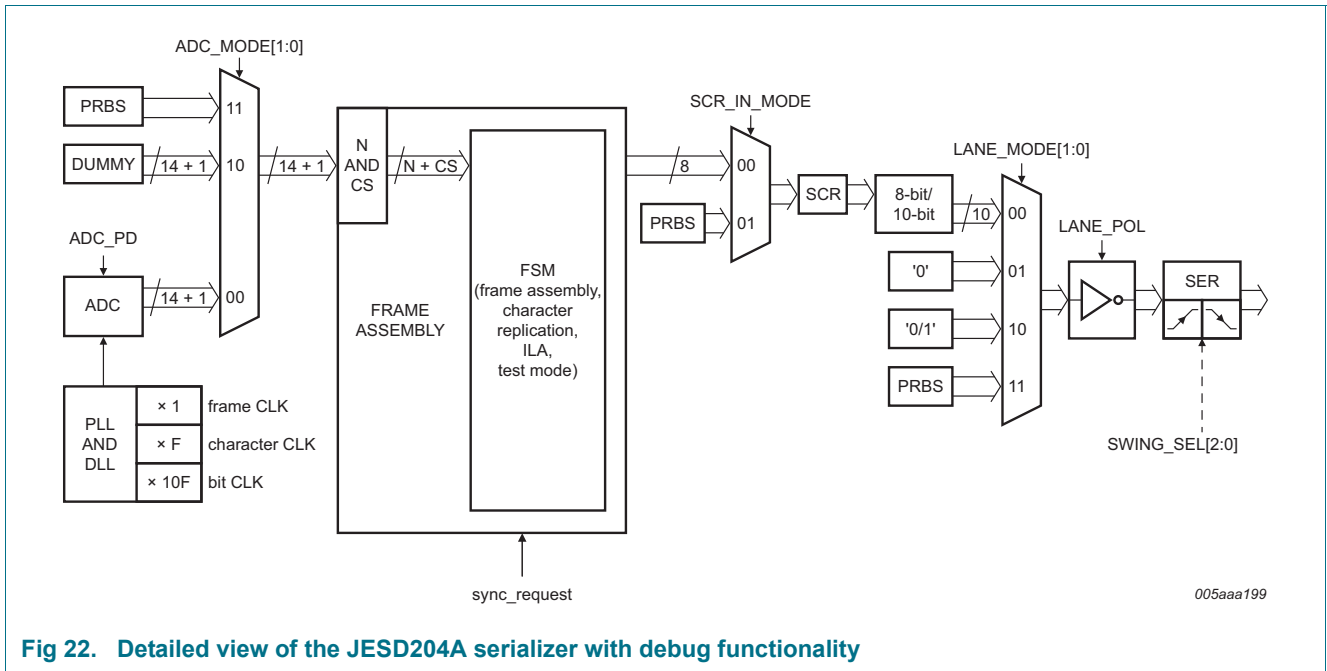 ADC_MODE[1:0]
PRBS
11
DUMMY
14 + 1
10
14 + 1
N
AND
CS
N + CS
ADC_PD
ADC
14 + 1
00
PLL
AND
DLL
× 1
frame CLK
× F
character CLK
× 10F
bit CLK
FRAME
ASSEMBLY
FSM
(frame assembly,
character
replication,
ILA,
test mode)
sync_request
SCR_IN_MODE
8
00
PRBS
01
SCR
8-bit/
10-bit
10
LANE_MODE[1:0]
00
'0'
01
'0/1'
10
PRBS
11
LANE_POL
SER
SWING_SEL[2:0]
005aaa199
Fig 22. Detailed view of the JESD204A serializer with debug functionality